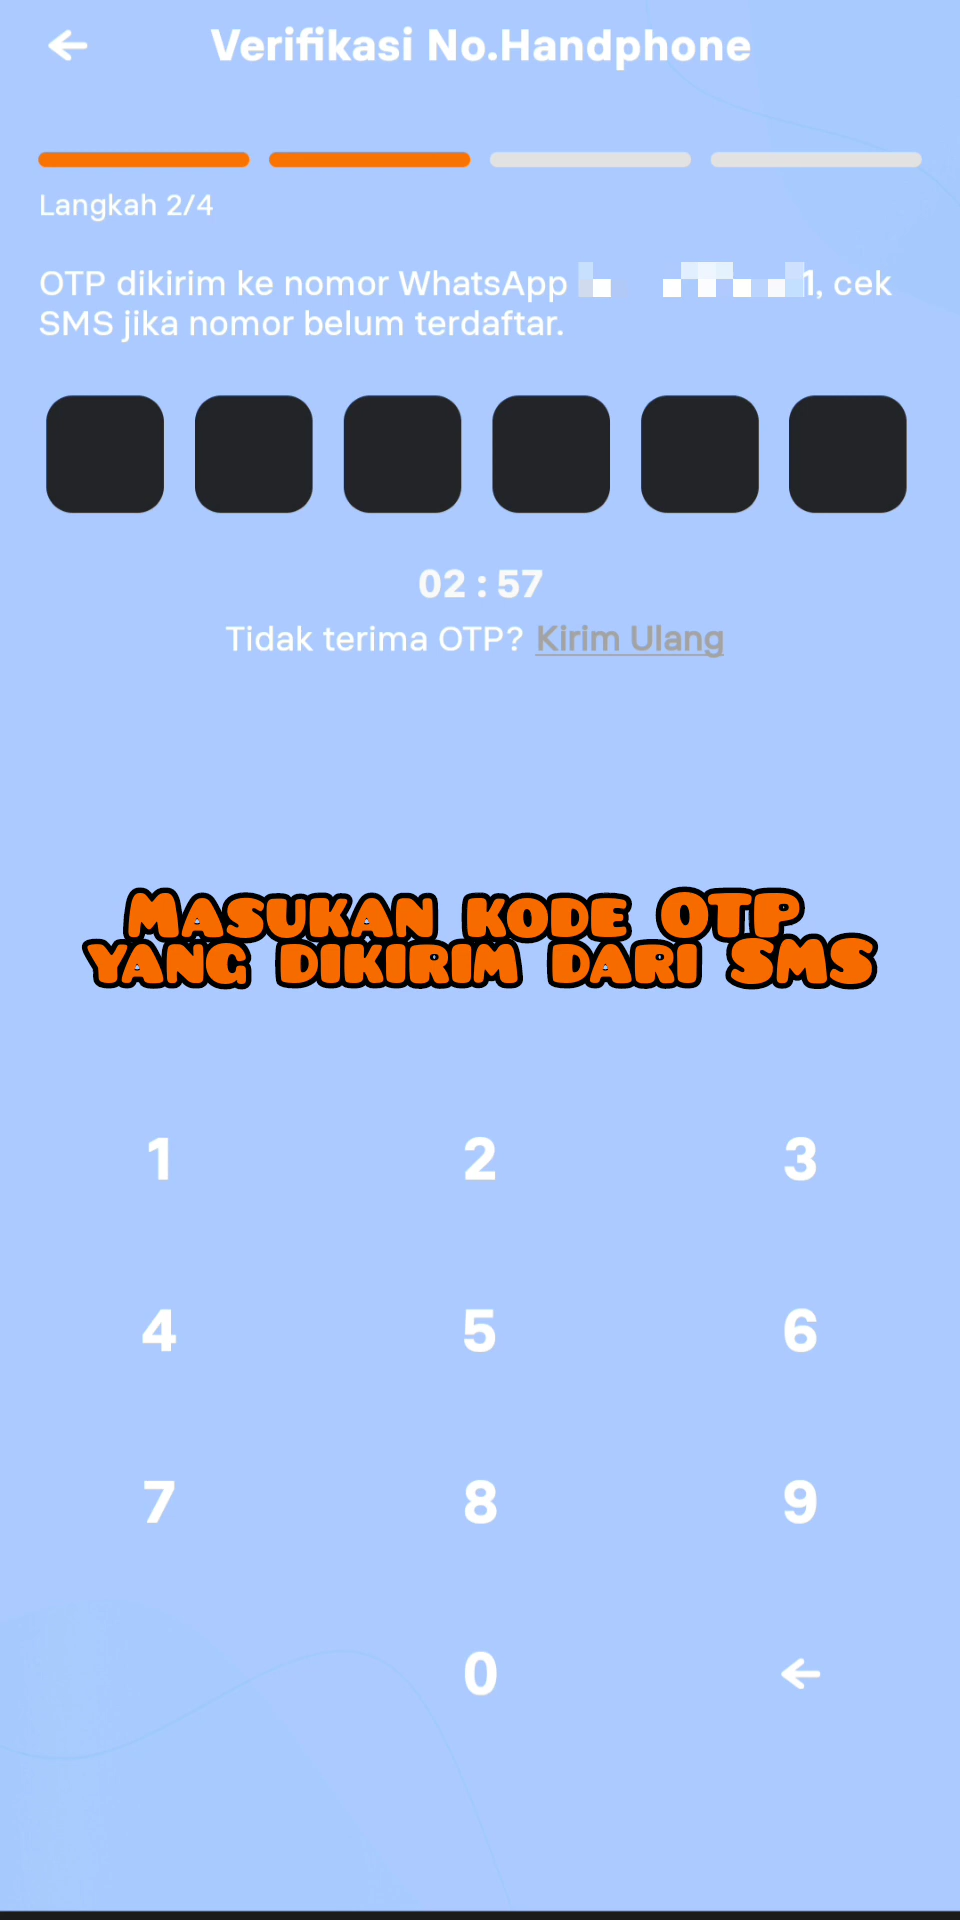 Verifikasi No.Handphone
Langkah 2/4
OTP dikirim ke nomor WhatsApp 1, cek
SMS jika nomor belum terdaftar.
02 : 57
Tidak terima OTP? Kirim Ulang
Masukan kode OTP
yang dikirim dari SMS
1 2 3
4 5 6
7 8 9
0